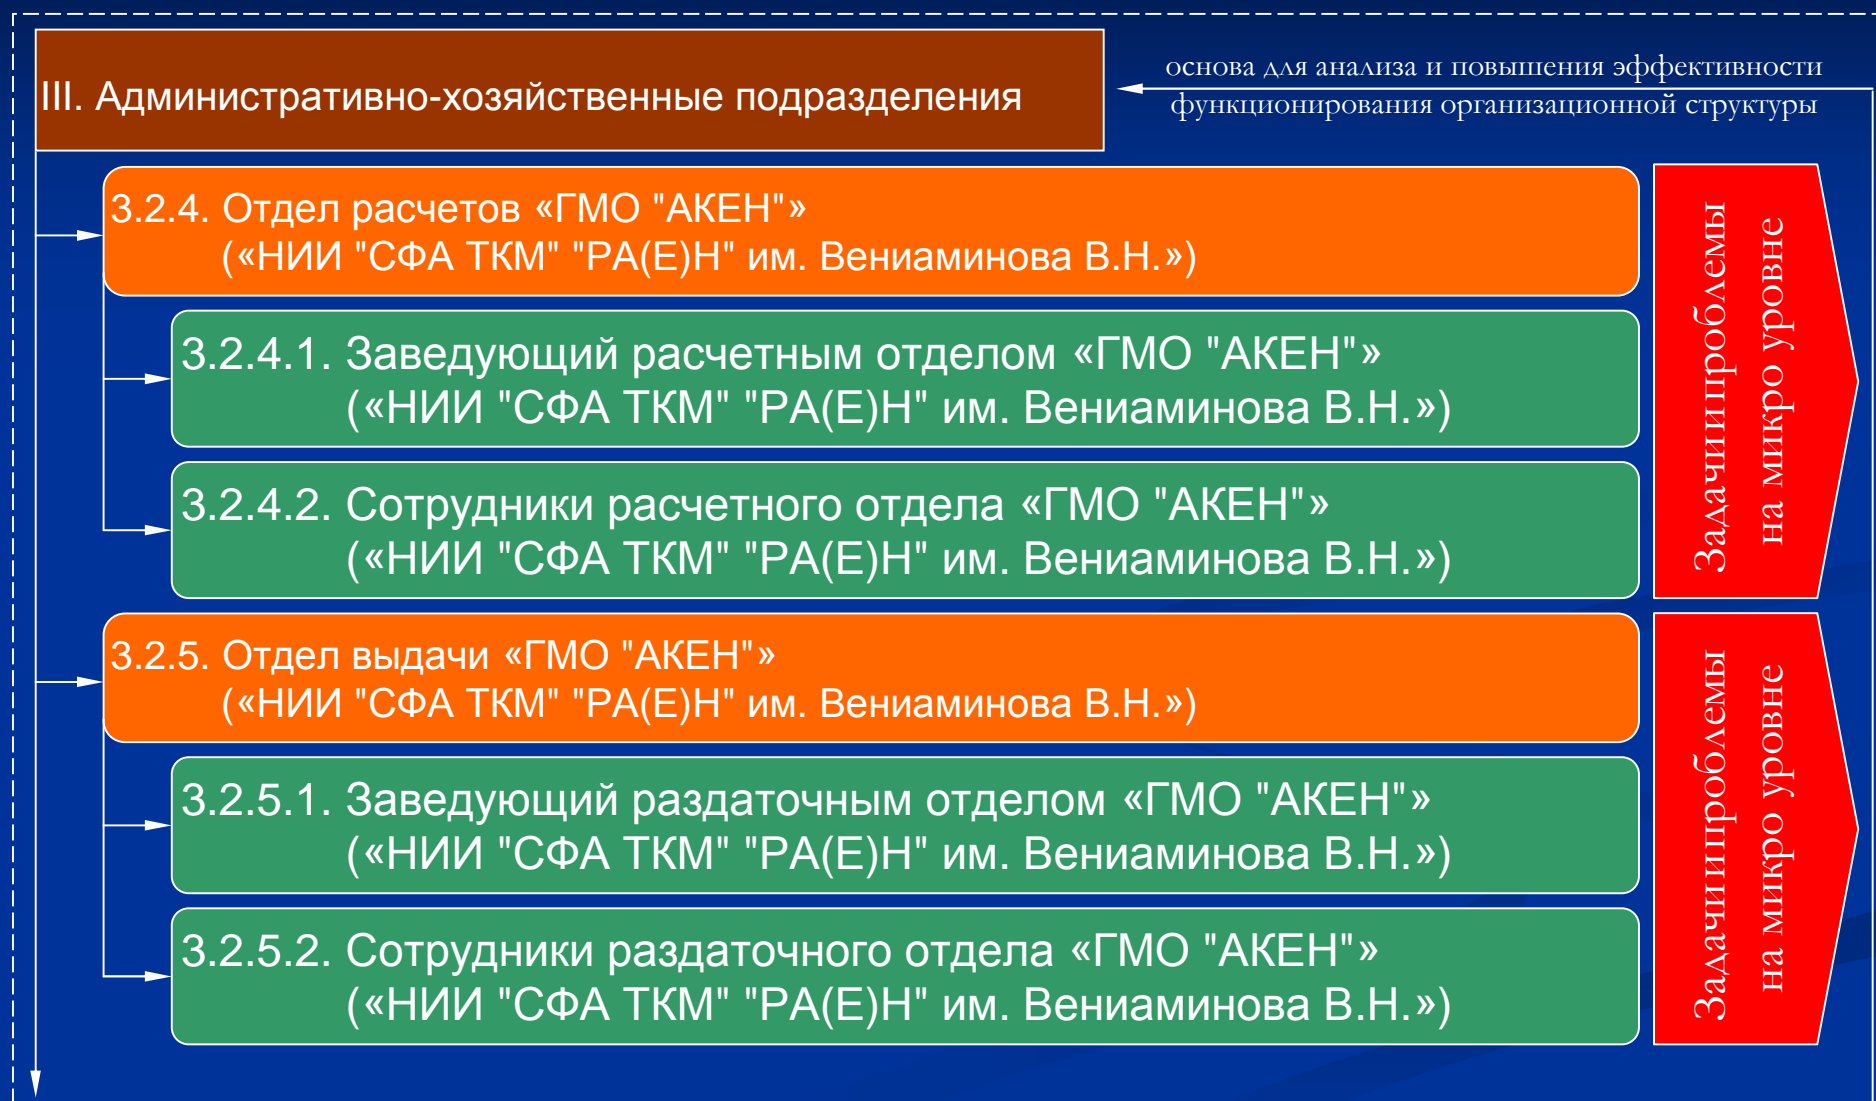 III. Административно-хозяйственные подразделения
основа для анализа и повышения эффективности
функционирования организационной структуры
3.2.4. Отдел расчетов «ГМО "АКЕН"»
(«НИИ "СФА ТКМ" "РА(Е)Н" им. Вениаминова В.Н.»)
3.2.4.1. Заведующий расчетным отделом «ГМО "АКЕН"»
(«НИИ "СФА ТКМ" "РА(Е)Н" им. Вениаминова В.Н.»)
3.2.4.2. Сотрудники расчетного отдела «ГМО "АКЕН"»
(«НИИ "СФА ТКМ" "РА(Е)Н" им. Вениаминова В.Н.»)
Задачи и проблемы
на микро уровне
3.2.5. Отдел выдачи «ГМО "АКЕН"»
(«НИИ "СФА ТКМ" "РА(Е)Н" им. Вениаминова В.Н.»)
3.2.5.1. Заведующий раздаточным отделом «ГМО "АКЕН"»
(«НИИ "СФА ТКМ" "РА(Е)Н" им. Вениаминова В.Н.»)
3.2.5.2. Сотрудники раздаточного отдела «ГМО "АКЕН"»
(«НИИ "СФА ТКМ" "РА(Е)Н" им. Вениаминова В.Н.»)
Задачи и проблемы
на микро уровне